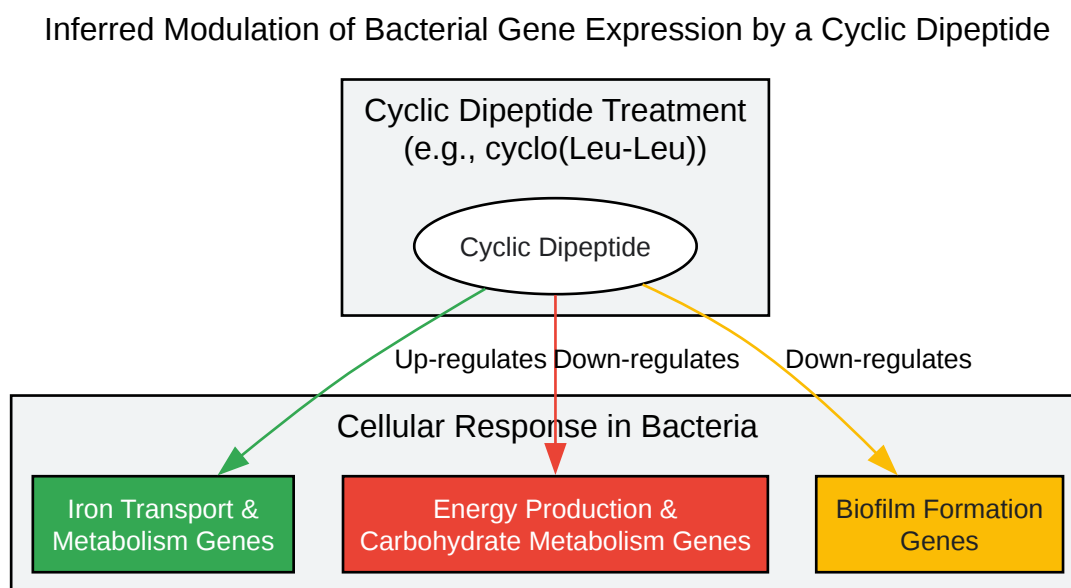 Inferred Modulation of Bacterial Gene Expression by a Cyclic Dipeptide
Cyclic Dipeptide Treatment
(e.g., cyclo(Leu-Leu))
Cyclic Dipeptide
Up-regulates
Down-regulates
Down-regulates
Cellular Response in Bacteria
Iron Transport &
Metabolism Genes
Energy Production &
Carbohydrate Metabolism Genes
Biofilm Formation
Genes